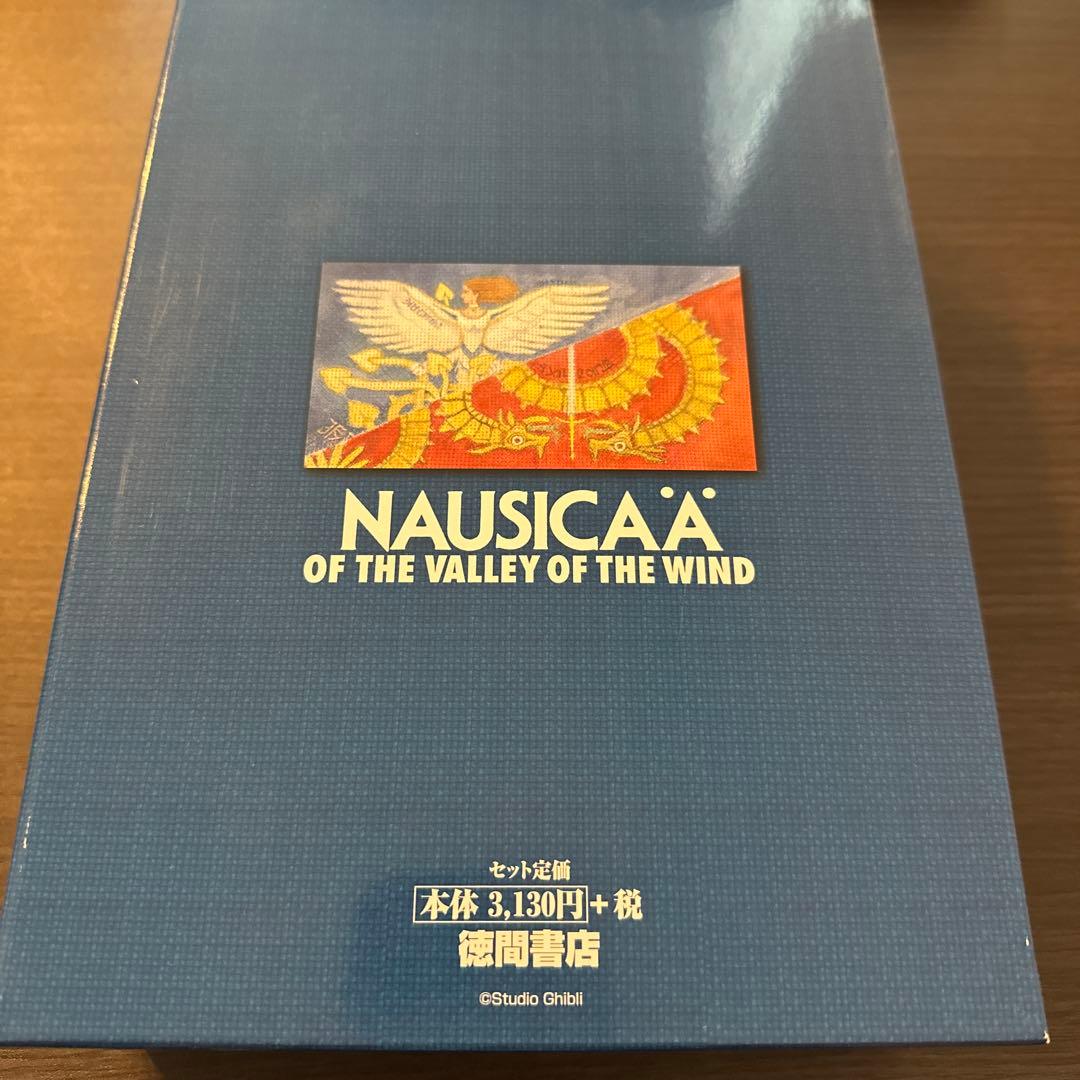 NAUSICAÄ
OF THE VALLEY OF THE WIND
セット定価
本体 3,130円+税
徳間書店
©Studio Ghibli